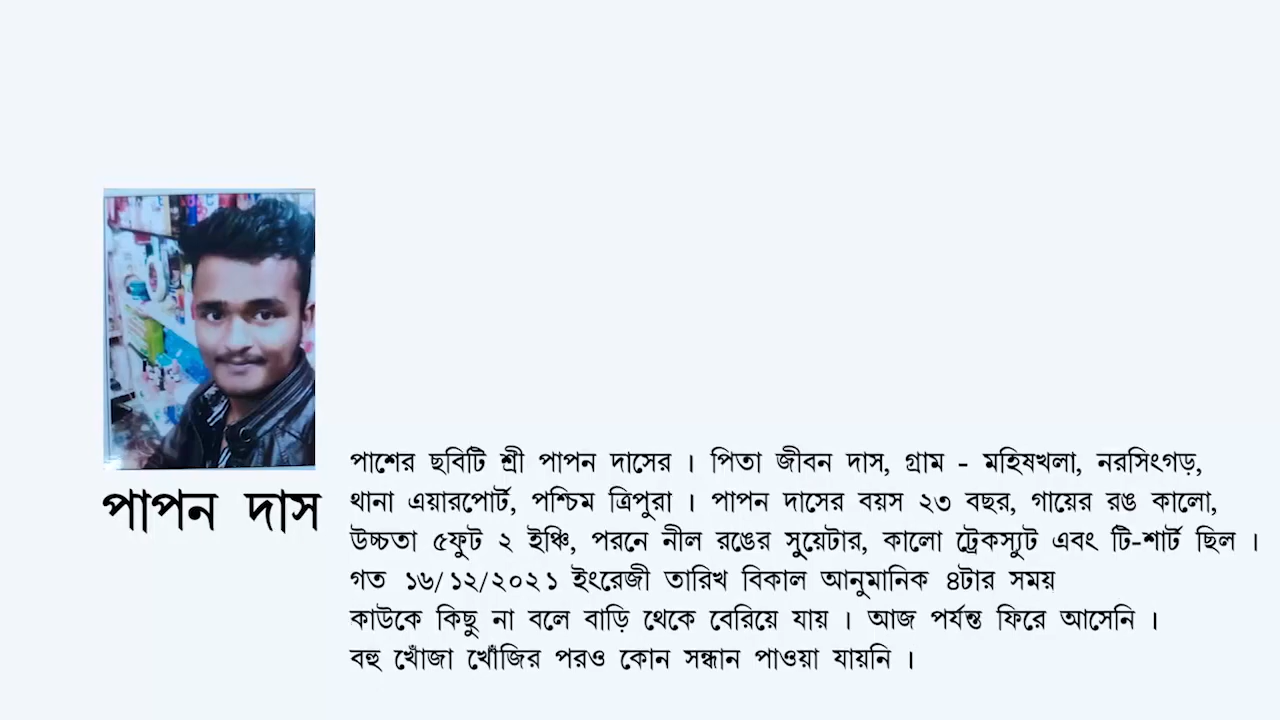 পাপন দাস
পাশের ছবিটি শ্রী পাপন দাসের । পিতা জীবন দাস, গ্রাম - মহিষখলা, নরসিংগড়,
থানা এয়ারপোর্ট, পশ্চিম ত্রিপুরা । পাপন দাসের বয়স ২৩ বছর, গায়ের রঙ কালো,
উচ্চতা ৫ফুট ২ ইঞ্চি, পরনে নীল রঙের সুয়েটার, কালো ট্রেকস্যুট এবং টি-শার্ট ছিল ।
গত ১৬/১২/২০২১ ইংরেজী তারিখ বিকাল আনুমানিক ৪টার সময়
কাউকে কিছু না বলে বাড়ি থেকে বেরিয়ে যায় । আজ পর্যন্ত ফিরে আসেনি ।
বহু খোঁজা খোঁজির পরও কোন সন্ধান পাওয়া যায়নি ।